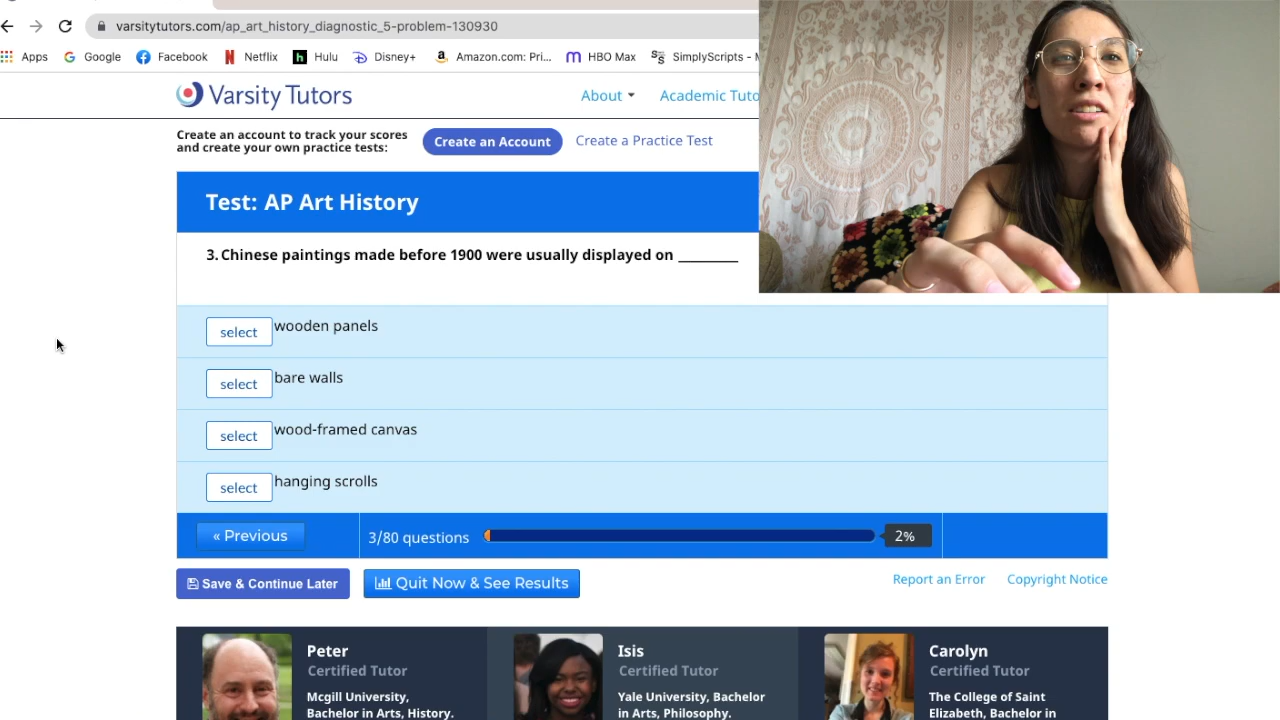 varsitytutors.com/ap_art_history_diagnostic_5-problem-130930
Apps Google Facebook Netflix Hulu Disney+ Amazon.com: Pri... HBO Max SimplyScripts -
Varsity Tutors
About Academic Tuto
Create an account to track your scores
and create your own practice tests:
Create an Account
Create a Practice Test
Test: AP Art History
3. Chinese paintings made before 1900 were usually displayed on __________
select wooden panels
select bare walls
select wood-framed canvas
select hanging scrolls
« Previous
3/80 questions
2%
Save & Continue Later
Quit Now & See Results
Report an Error
Copyright Notice
Peter
Certified Tutor
Mcgill University,
Bachelor in Arts, History.
Isis
Certified Tutor
Yale University, Bachelor
in Arts, Philosophy.
Carolyn
Certified Tutor
The College of Saint
Elizabeth, Bachelor in